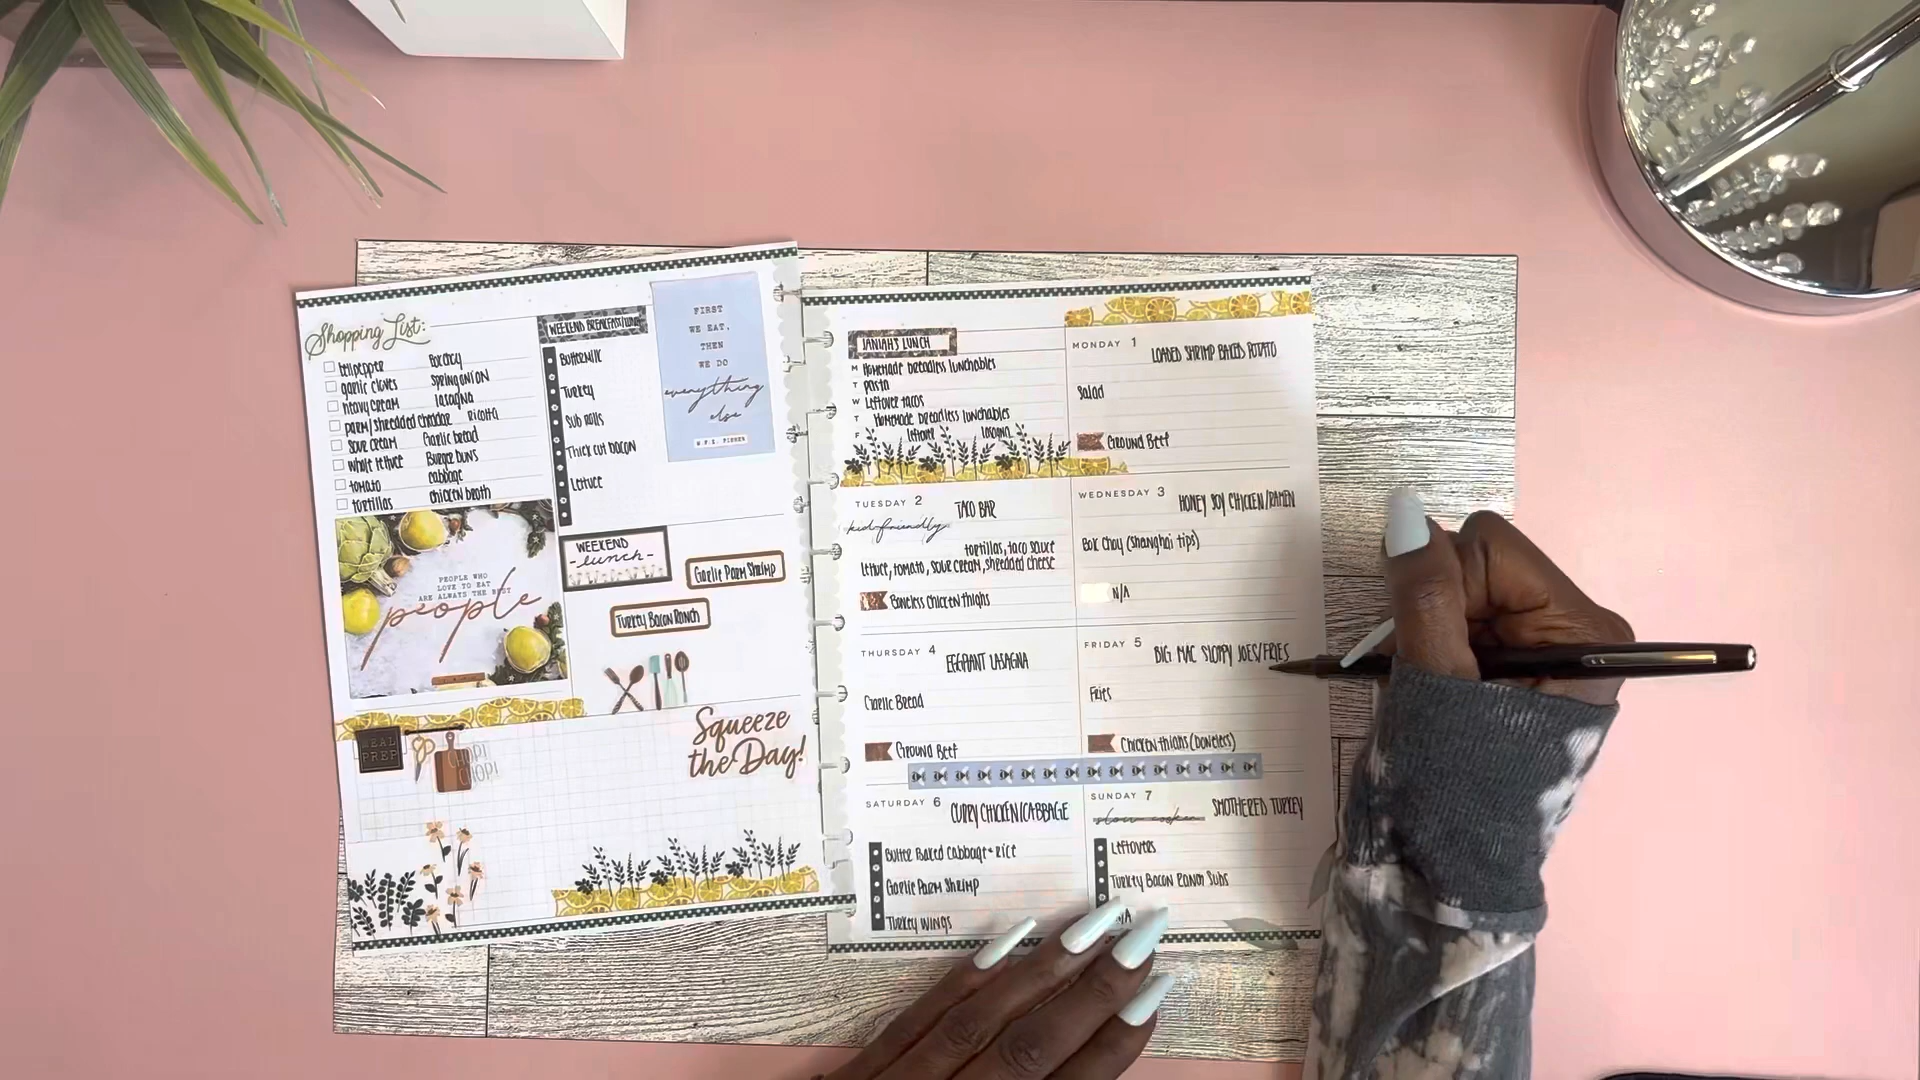 Shopping List:
bellpepper
garlic cloves
heavy cream
parm/shredded cheddar
sour cream
whole lettuce
tomato
tortillas
Bok Choy
Spring onion
lasagna
ricotta
Garlic bread
Burger buns
cabbage
chicken broth
WEEKEND BREAKFAST/
Buttermilk
Turkey
Sub Rolls
Thick cut bacon
Lettuce
FIRST
WE EAT,
THEN
WE DO
everything
else
M.F.K. FISHER
PEOPLE WHO
LOVE TO EAT
ARE ALWAYS THE BEST
people
WEEKEND
-lunch-
Garlic Parm Shrimp
Turkey Bacon Ranch
MEAL
PREP
CHOP!
CHOP!
Squeeze
the Day!
JANIAH'S LUNCH
M Homemade breadless lunchables
T pasta
W Leftover tacos
T Homemade breadless lunchables
F leftover lasagna
MONDAY 1
LOADED SHRIMP BAKED POTATO
Salad
GROUND Beef
TUESDAY 2
TACO BAR
kid friendly
tortillas, taco sauce
lettuce, tomato, sour cream, shredded cheese
Boneless chicken thighs
WEDNESDAY 3
HONEY SOY CHICKEN/RAMEN
Bok Choy (Shanghai tips)
N/A
THURSDAY 4
EGGPLANT LASAGNA
Garlic Bread
Ground Beef
FRIDAY 5
BIG MAC SLOPPY JOES/FRIES
Fries
Chicken thighs
SATURDAY 6
CURRY CHICKEN/CABBAGE
Butter Baked Cabbage + rice
Garlic Parm Shrimp
Turkey Wings
SUNDAY 7
slow cooker
SMOTHERED TURKEY
Leftovers
Turkey Bacon Ranch Subs
N/A